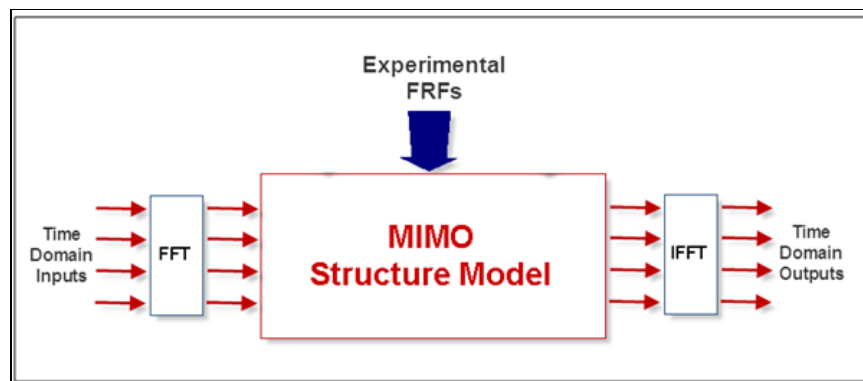 Experimental
FRFs
Time
Domain
Inputs
FFT
MIMO
Structure Model
IFFT
Time
Domain
Outputs